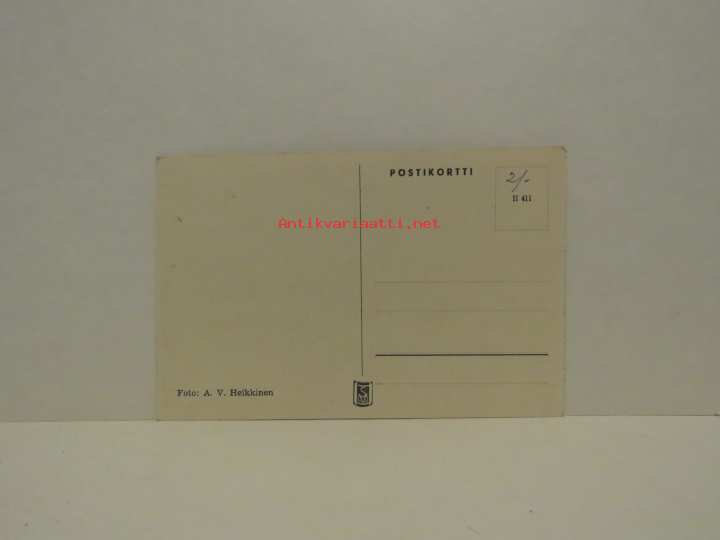 POSTIKORTTI
2/-
II 411
Antikvariaatti.net
Foto: A. V. Heikkinen